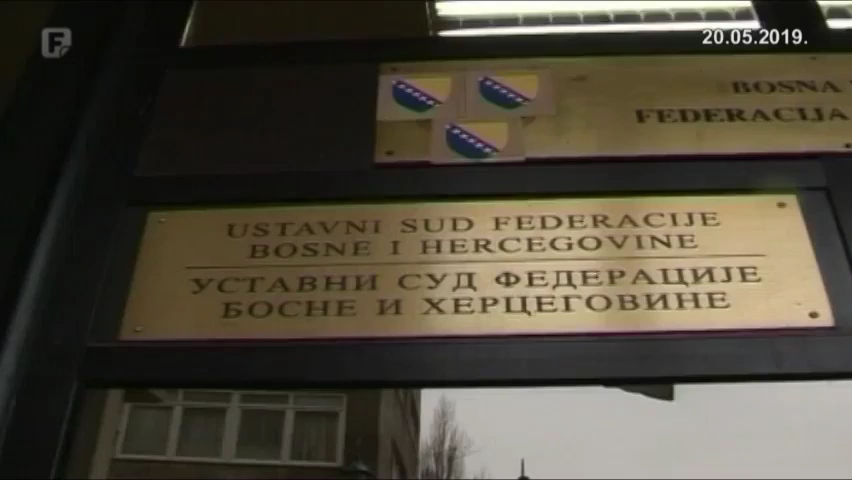 F
20.05.2019.
BOSNA
FEDERACIJA
USTAVNI SUD FEDERACIJE
BOSNE I HERCEGOVINE
УСТАВНИ СУД ФЕДЕРАЦИЈЕ
БОСНЕ И ХЕРЦЕГОВИНЕ